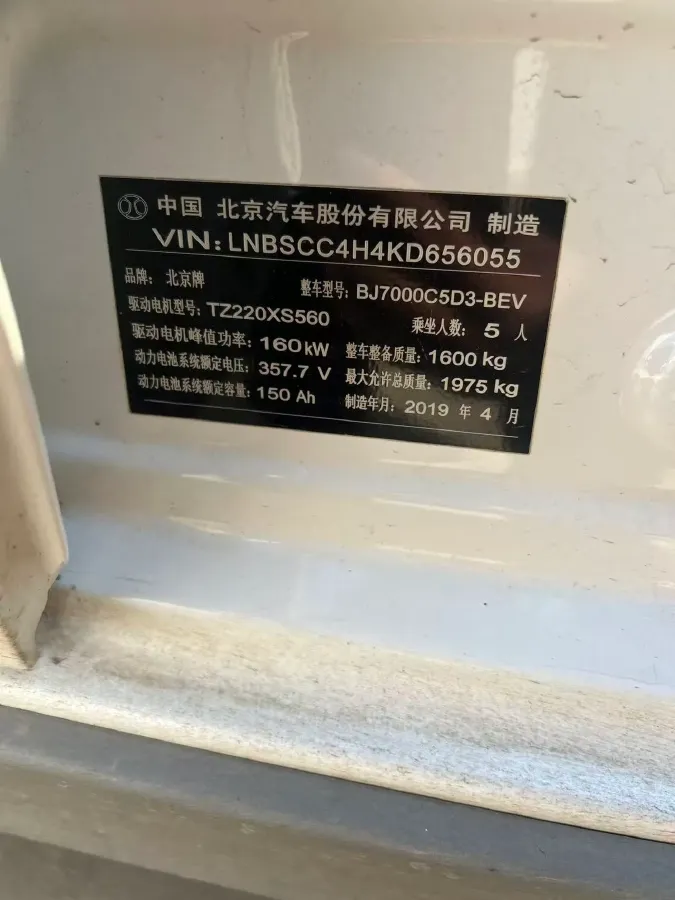 中国 北京汽车股份有限公司 制造
VIN: LNBSCC4H4KD656055
品牌: 北京牌 整车型号: BJ7000C5D3-BEV
驱动电机型号: TZ220XS560 乘坐人数: 5 人
驱动电机峰值功率: 160kW 整车整备质量: 1600 kg
动力电池系统额定电压: 357.7 V 最大允许总质量: 1975 kg
动力电池系统额定容量: 150 Ah 制造年月: 2019 年 4 月